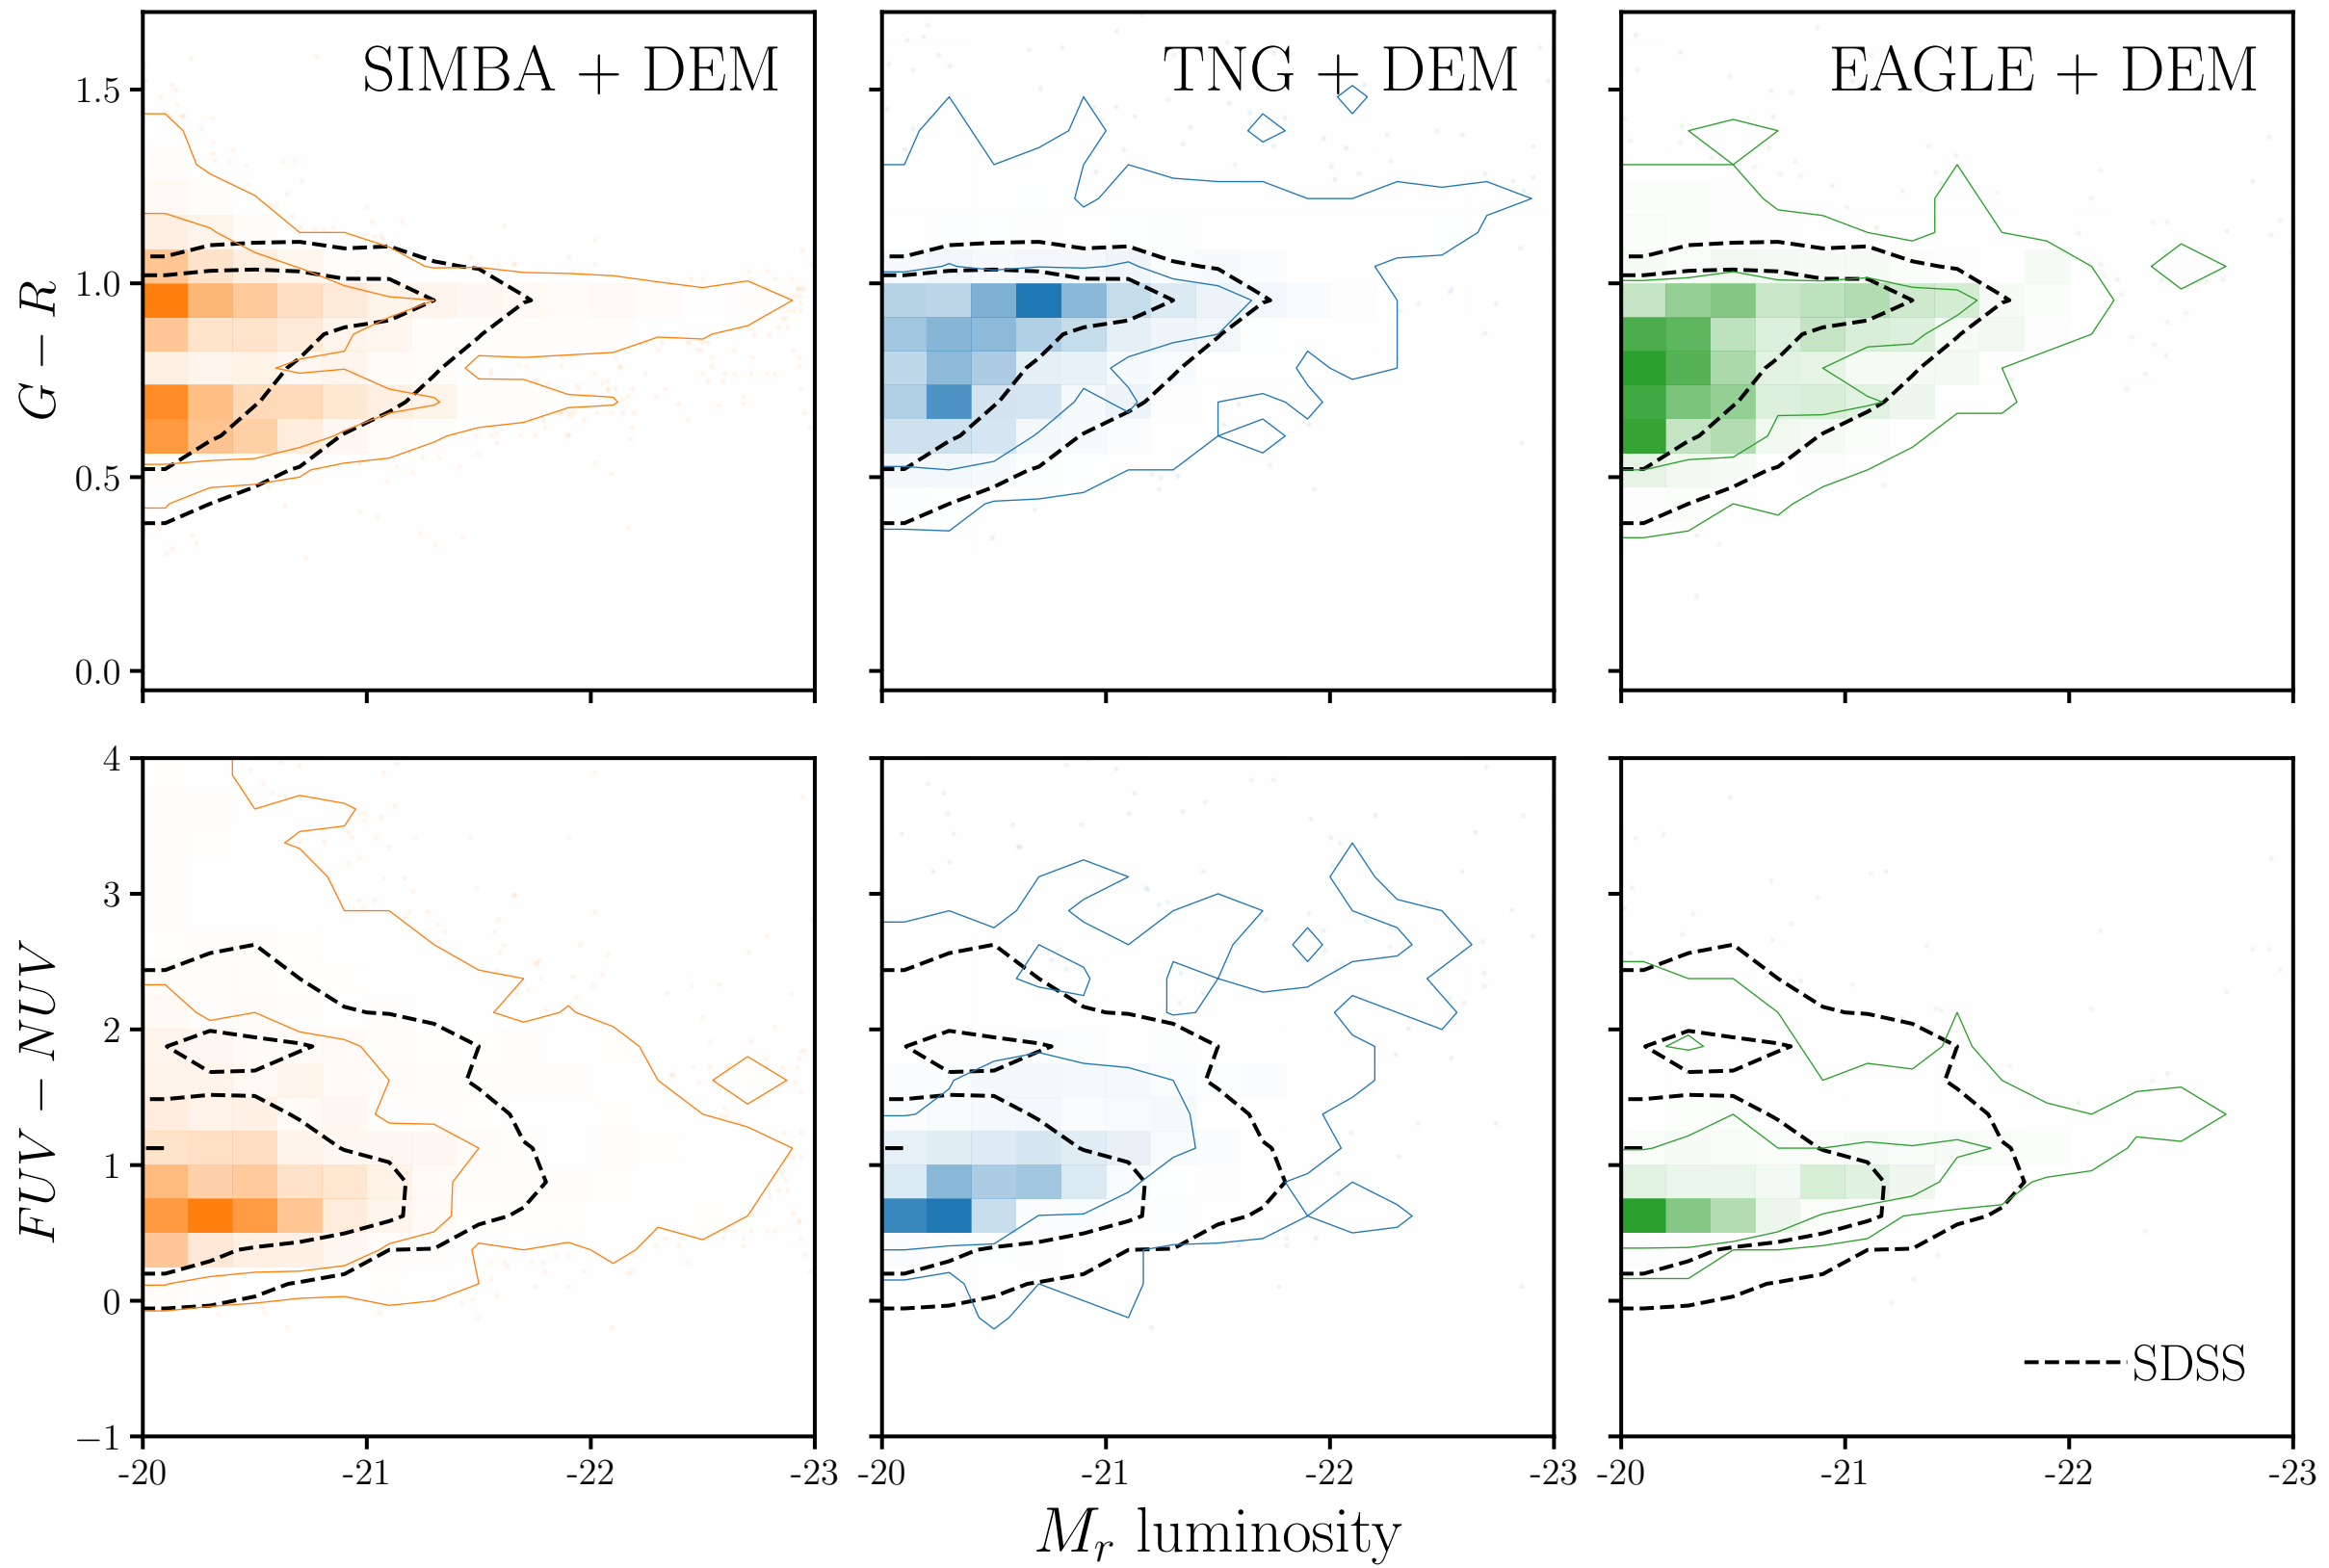 SIMBA + DEM
TNG + DEM
EAGLE + DEM
1.5
1.0
0.5
0.0
G − R
4
3
2
1
0
−1
FUV − NUV
SDSS
-20 -21 -22 -23
-20 -21 -22 -23
-20 -21 -22 -23
M_r luminosity